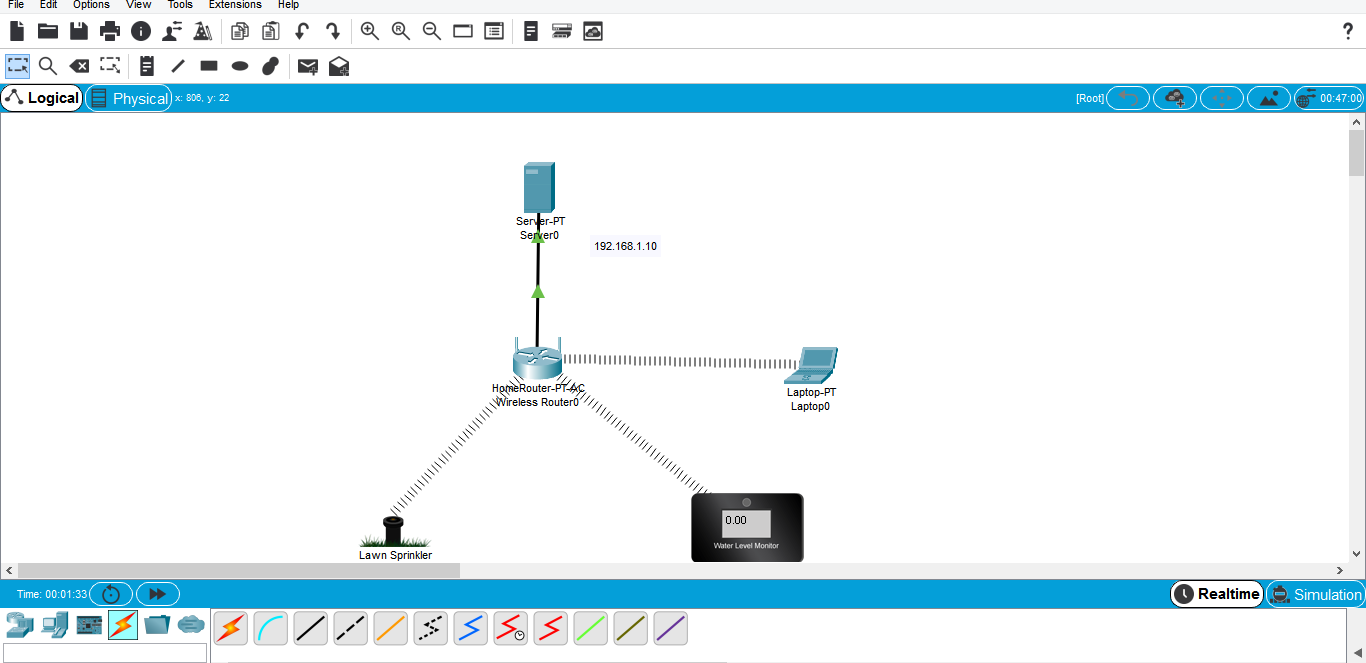 File Edit Options View Tools Extensions Help
?
Logical Physical x: 806, y: 22 [Root] 00:47:00
Server-PT
Server0
192.168.1.10
HomeRouter-PT-AC
Wireless Router0
Laptop-PT
Laptop0
0.00
Water Level Monitor
Lawn Sprinkler
Time: 00:01:33 Realtime Simulation